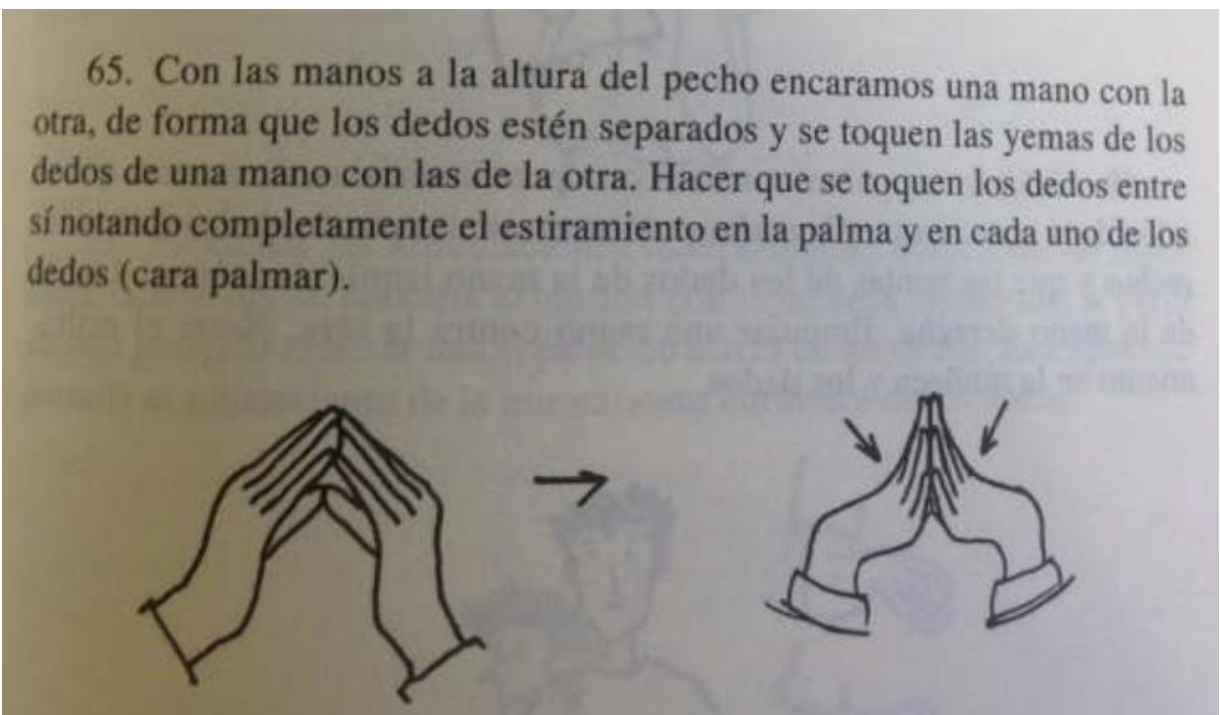 65. Con las manos a la altura del pecho encaramos una mano con la
otra, de forma que los dedos estén separados y se toquen las yemas de los
dedos de una mano con las de la otra. Hacer que se toquen los dedos entre
sí notando completamente el estiramiento en la palma y en cada uno de los
dedos (cara palmar).